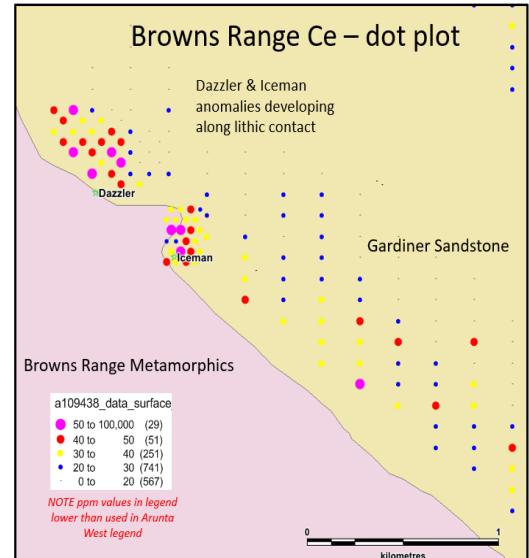 Browns Range Ce – dot plot
Dazzler & Iceman
anomalies developing
along lithic contact
Dazzler
Iceman
Gardiner Sandstone
Browns Range Metamorphics
a109438_data_surface
50 to 100,000 (29)
40 to 50 (51)
30 to 40 (251)
20 to 30 (741)
0 to 20 (567)
NOTE ppm values in legend
lower than used in Arunta
West legend
0 1
kilometres